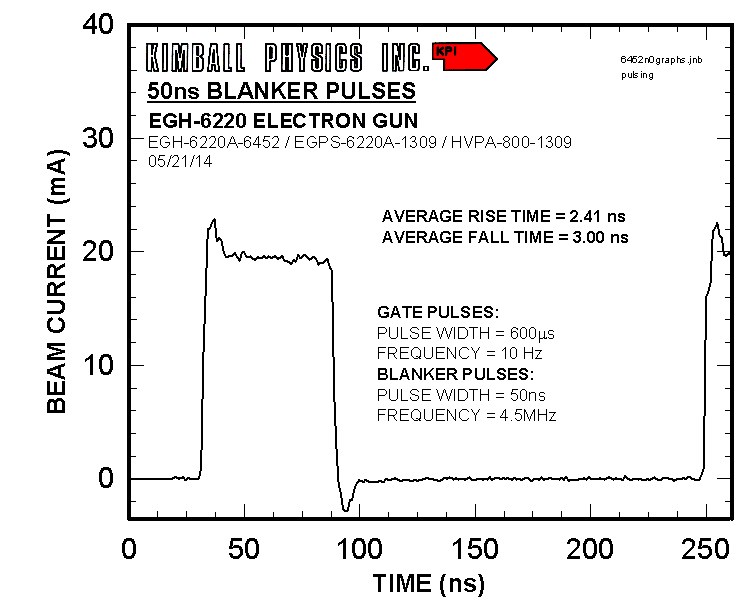 KIMBALL PHYSICS INC. KPI
6452n0graphs.jnb
pulsing
50ns BLANKER PULSES
EGH-6220 ELECTRON GUN
EGH-6220A-6452 / EGPS-6220A-1309 / HVPA-800-1309
05/21/14
AVERAGE RISE TIME = 2.41 ns
AVERAGE FALL TIME = 3.00 ns
GATE PULSES:
PULSE WIDTH = 600µs
FREQUENCY = 10 Hz
BLANKER PULSES:
PULSE WIDTH = 50ns
FREQUENCY = 4.5MHz
BEAM CURRENT (mA)
40
30
20
10
0
0 50 100 150 200 250
TIME (ns)